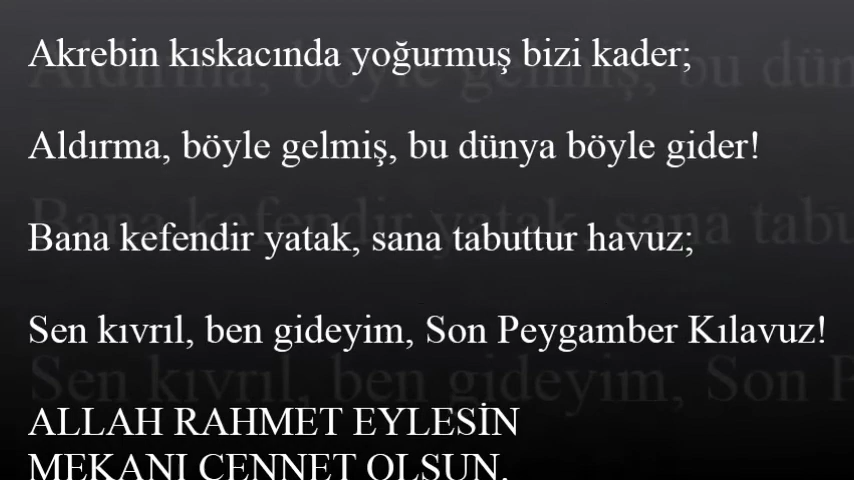 Akrebin kıskacında yoğurmuş bizi kader;
Aldırma, böyle gelmiş, bu dünya böyle gider!
Bana kefendir yatak, sana tabuttur havuz;
Sen kıvrıl, ben gideyim, Son Peygamber Kılavuz!
ALLAH RAHMET EYLESİN
MEKANI CENNET OLSUN.